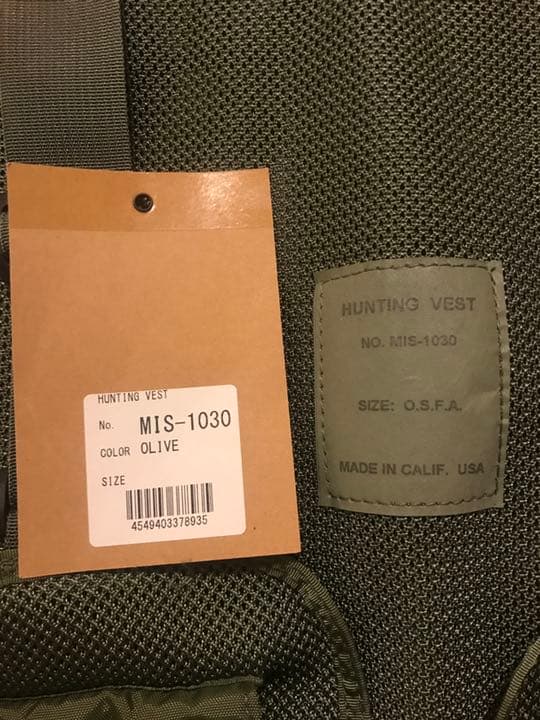 HUNTING VEST
No. MIS-1030
COLOR OLIVE
SIZE
4549403378935
HUNTING VEST
NO. MIS-1030
SIZE: O.S.F.A.
MADE IN CALIF. USA